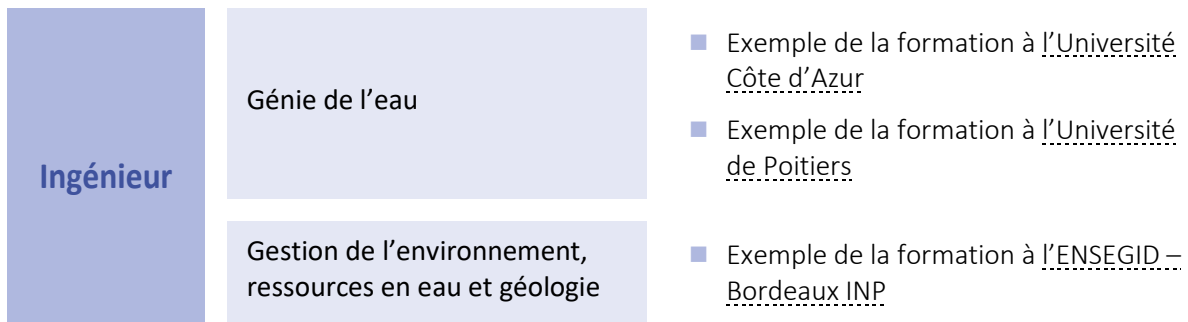 Ingénieur
Génie de l’eau
Exemple de la formation à l’Université
Côte d’Azur
Exemple de la formation à l’Université
de Poitiers
Gestion de l’environnement,
ressources en eau et géologie
Exemple de la formation à l’ENSEGID –
Bordeaux INP